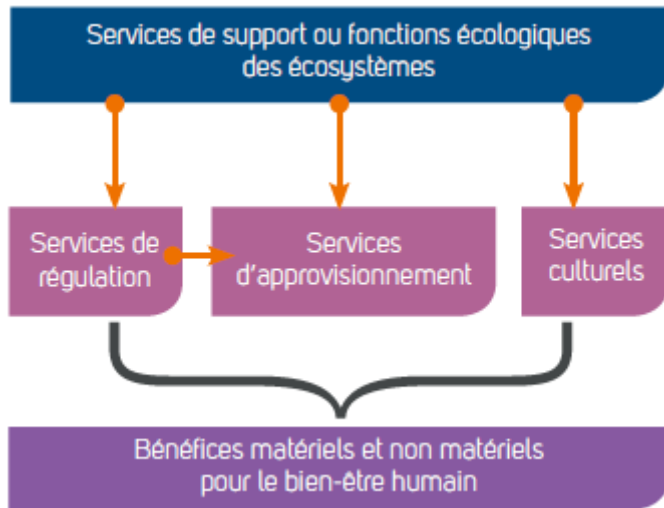 Services de support ou fonctions écologiques
des écosystèmes
Services de
régulation
Services
d'approvisionnement
Services
culturels
Bénéfices matériels et non matériels
pour le bien-être humain